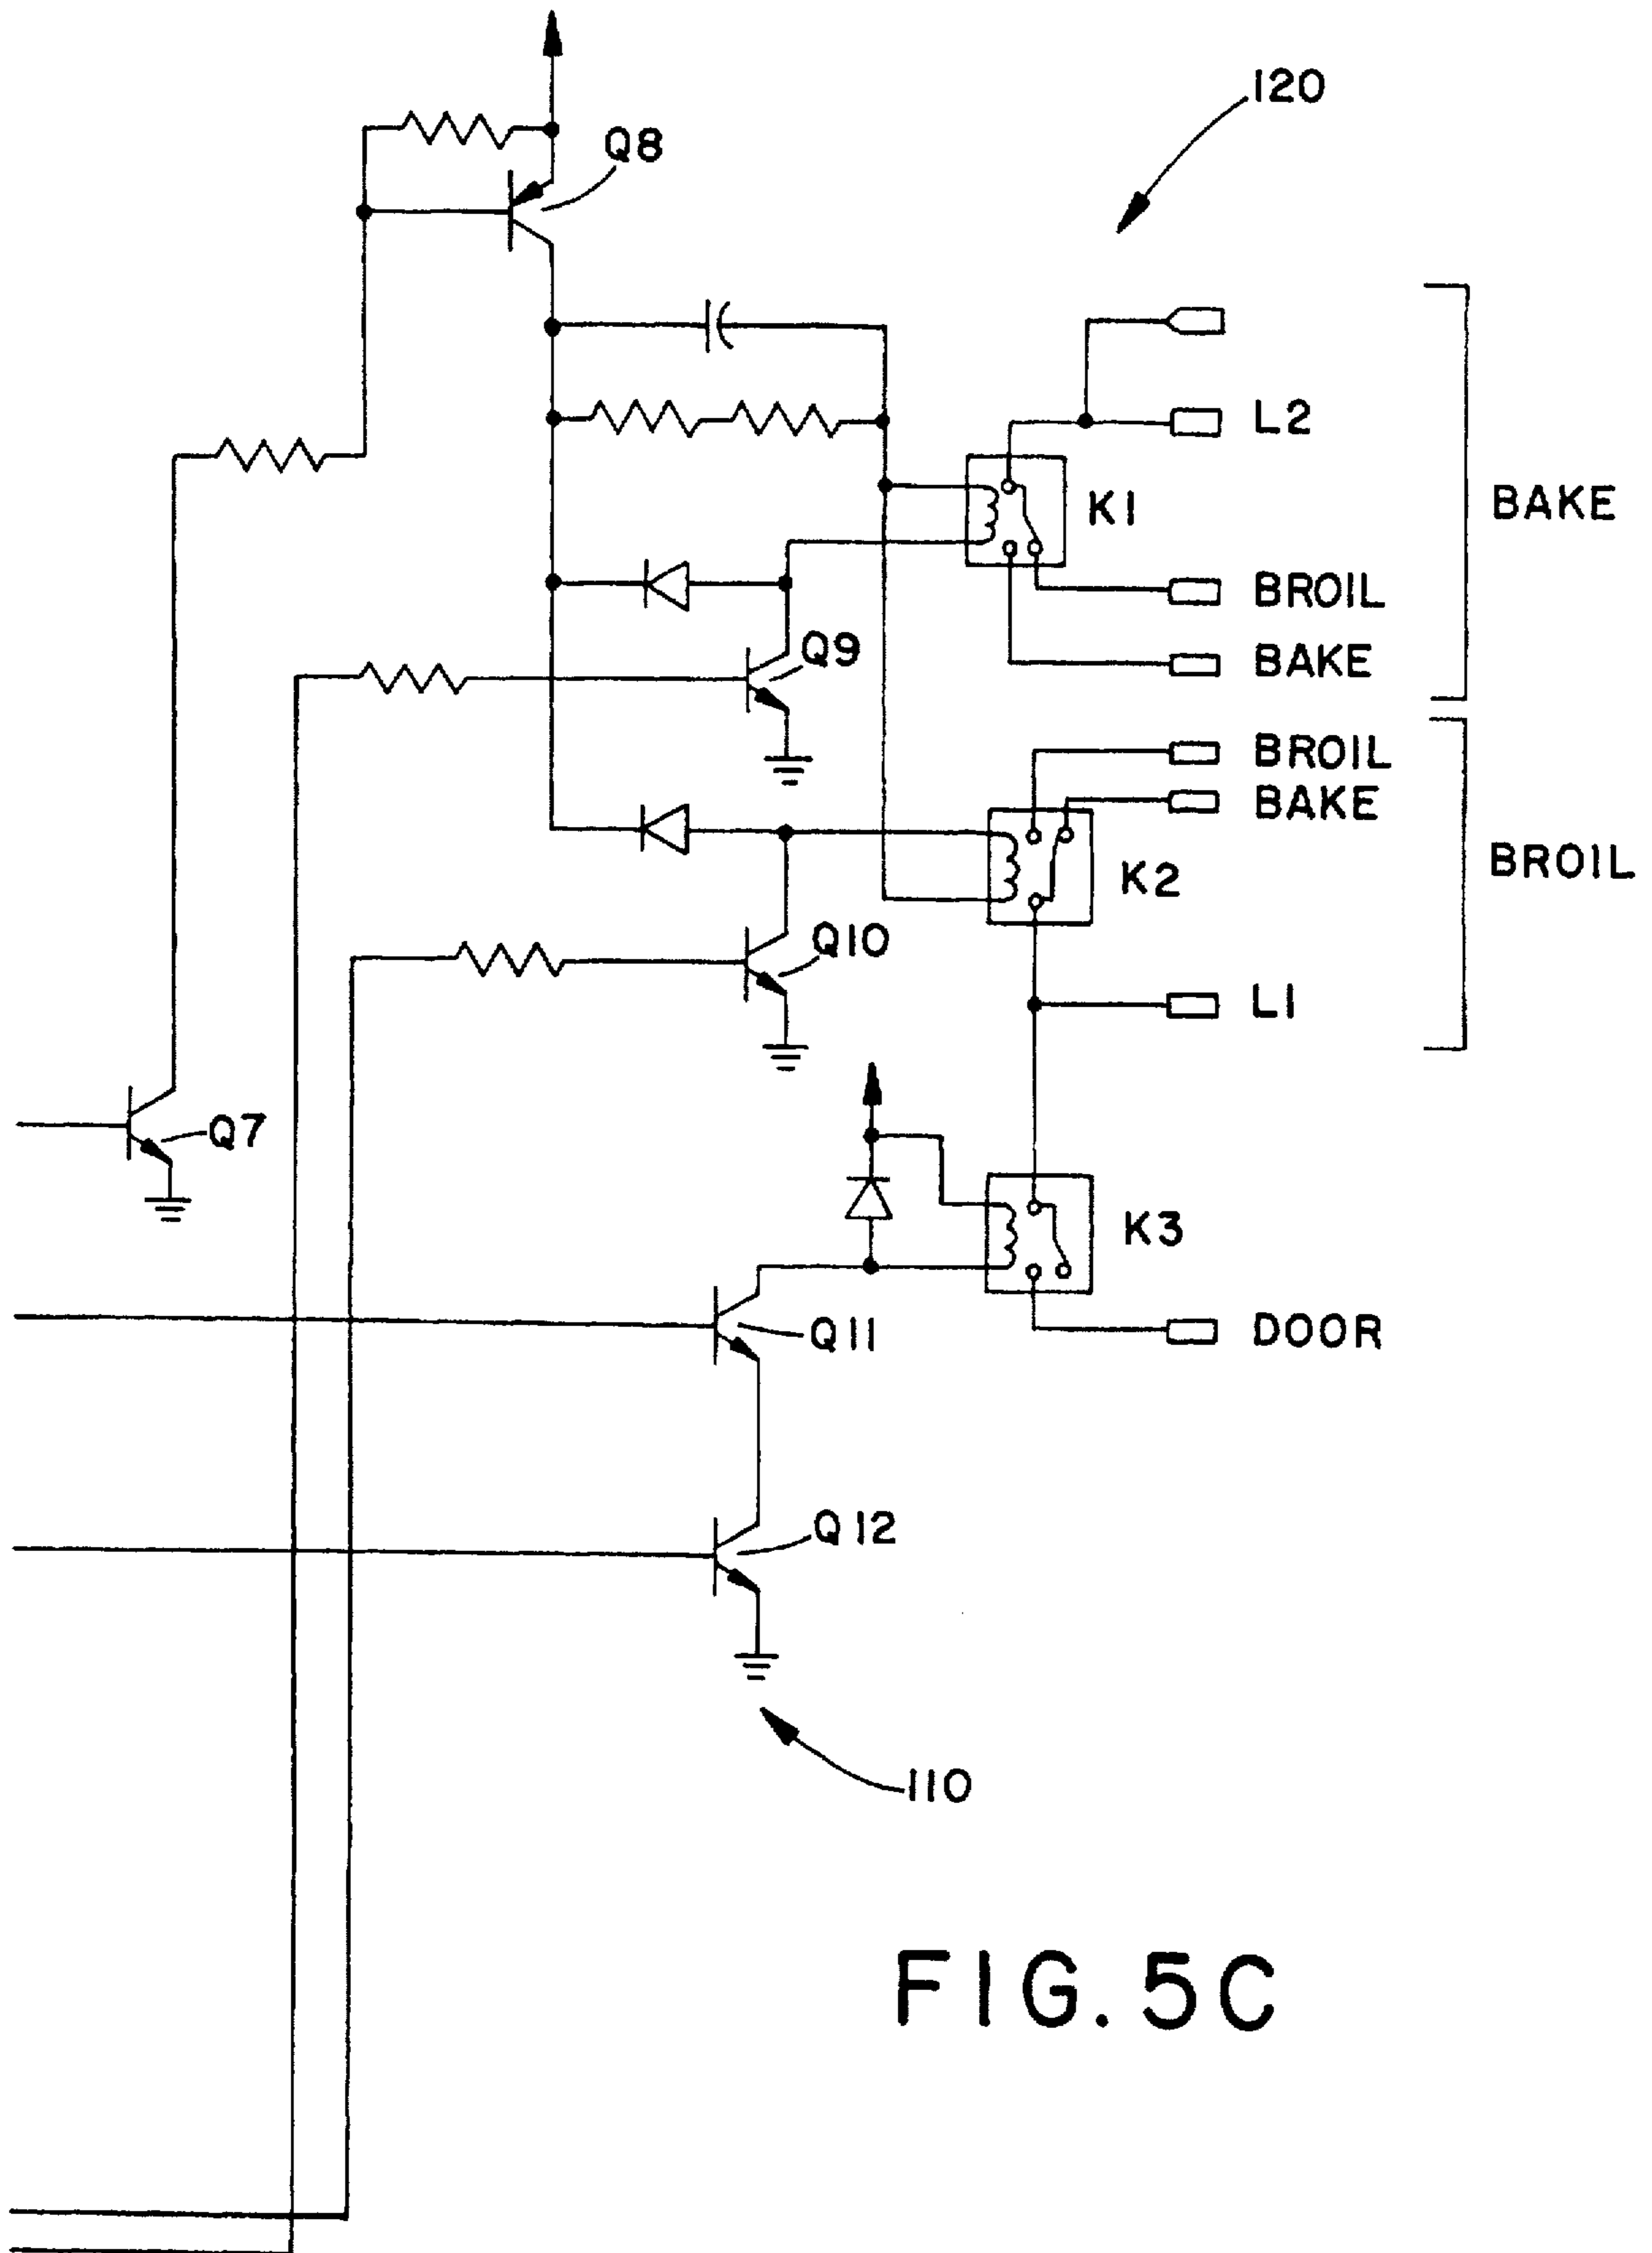 120
Q8
L2
K1
BAKE
BROIL
Q9
BAKE
BROIL
BAKE
K2
BROIL
Q10
L1
Q7
K3
Q11
DOOR
Q12
110
FIG. 5C